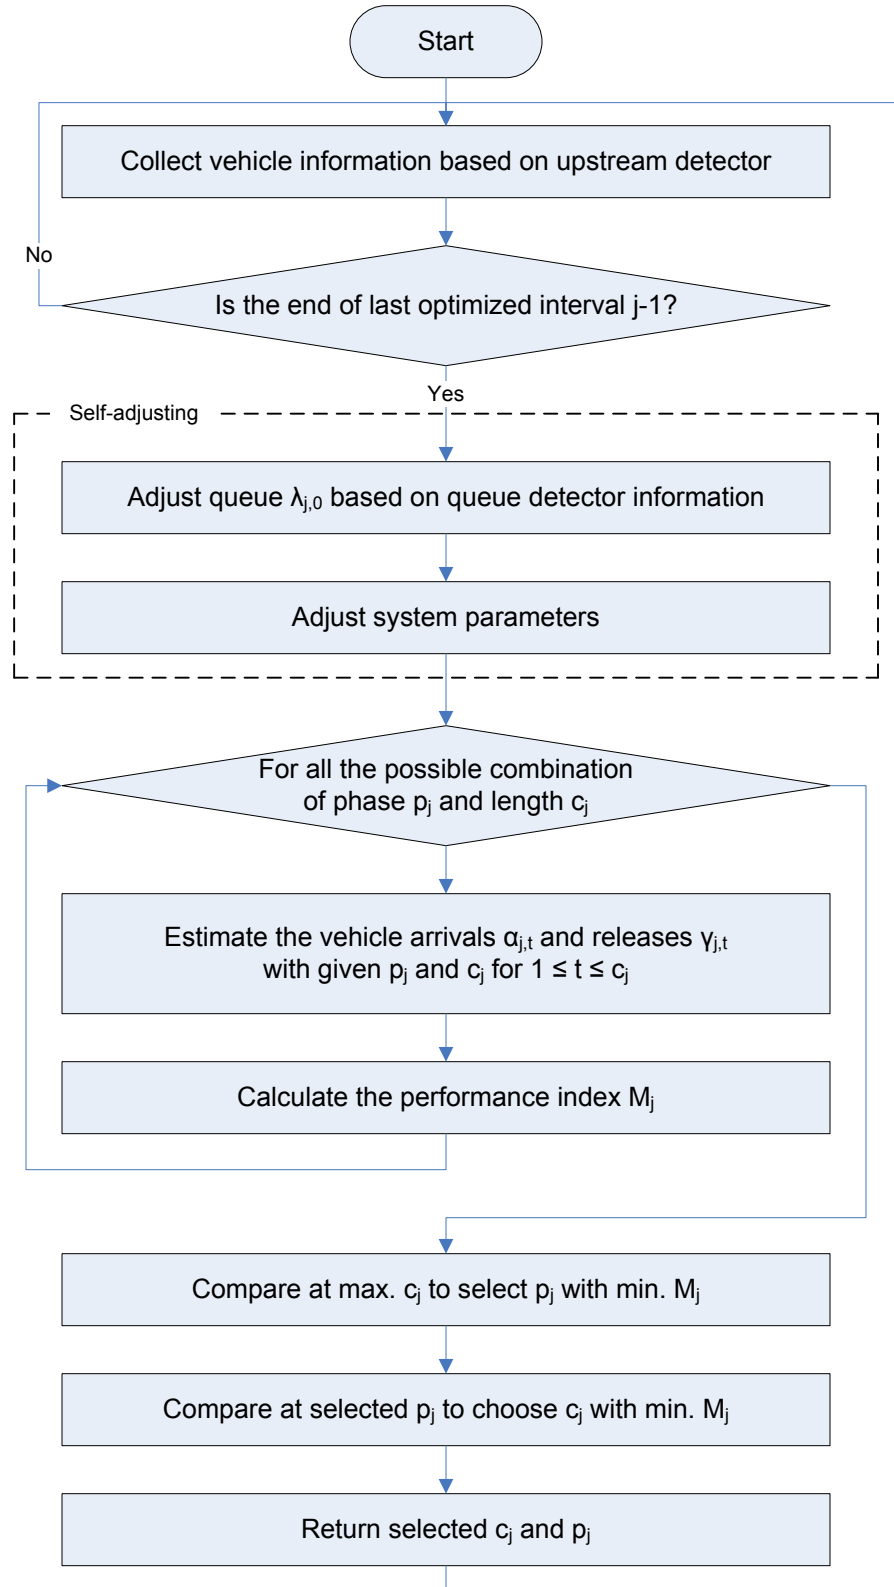 Start
Collect vehicle information based on upstream detector
No
Is the end of last optimized interval j-1?
Yes
Self-adjusting
Adjust queue λj,0 based on queue detector information
Adjust system parameters
For all the possible combination
of phase pj and length cj
Estimate the vehicle arrivals αj,t and releases γj,t
with given pj and cj for 1 ≤ t ≤ cj
Calculate the performance index Mj
Compare at max. cj to select pj with min. Mj
Compare at selected pj to choose cj with min. Mj
Return selected cj and pj